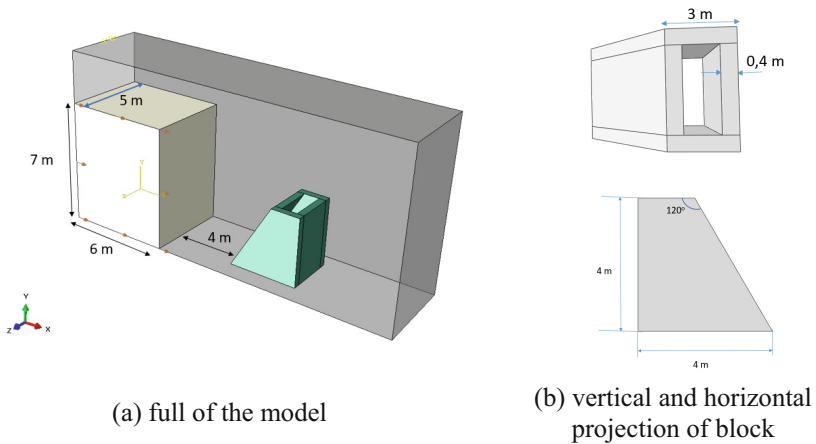 5 m
7 m
6 m
4 m
Y
Z
X
(a) full of the model
3 m
0,4 m
120º
4 m
4 m
(b) vertical and horizontal
projection of block